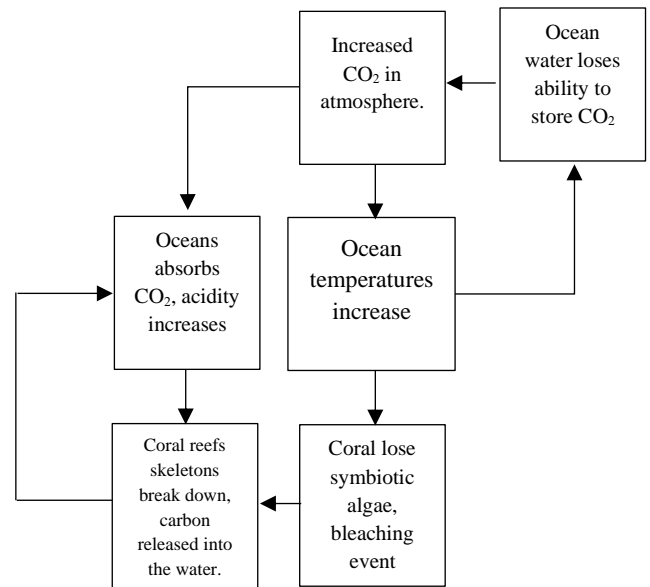 Increased
CO₂ in
atmosphere.
Ocean
water loses
ability to
store CO₂
Oceans
absorbs
CO₂, acidity
increases
Ocean
temperatures
increase
Coral reefs
skeletons
break down,
carbon
released into
the water.
Coral lose
symbiotic
algae,
bleaching
event